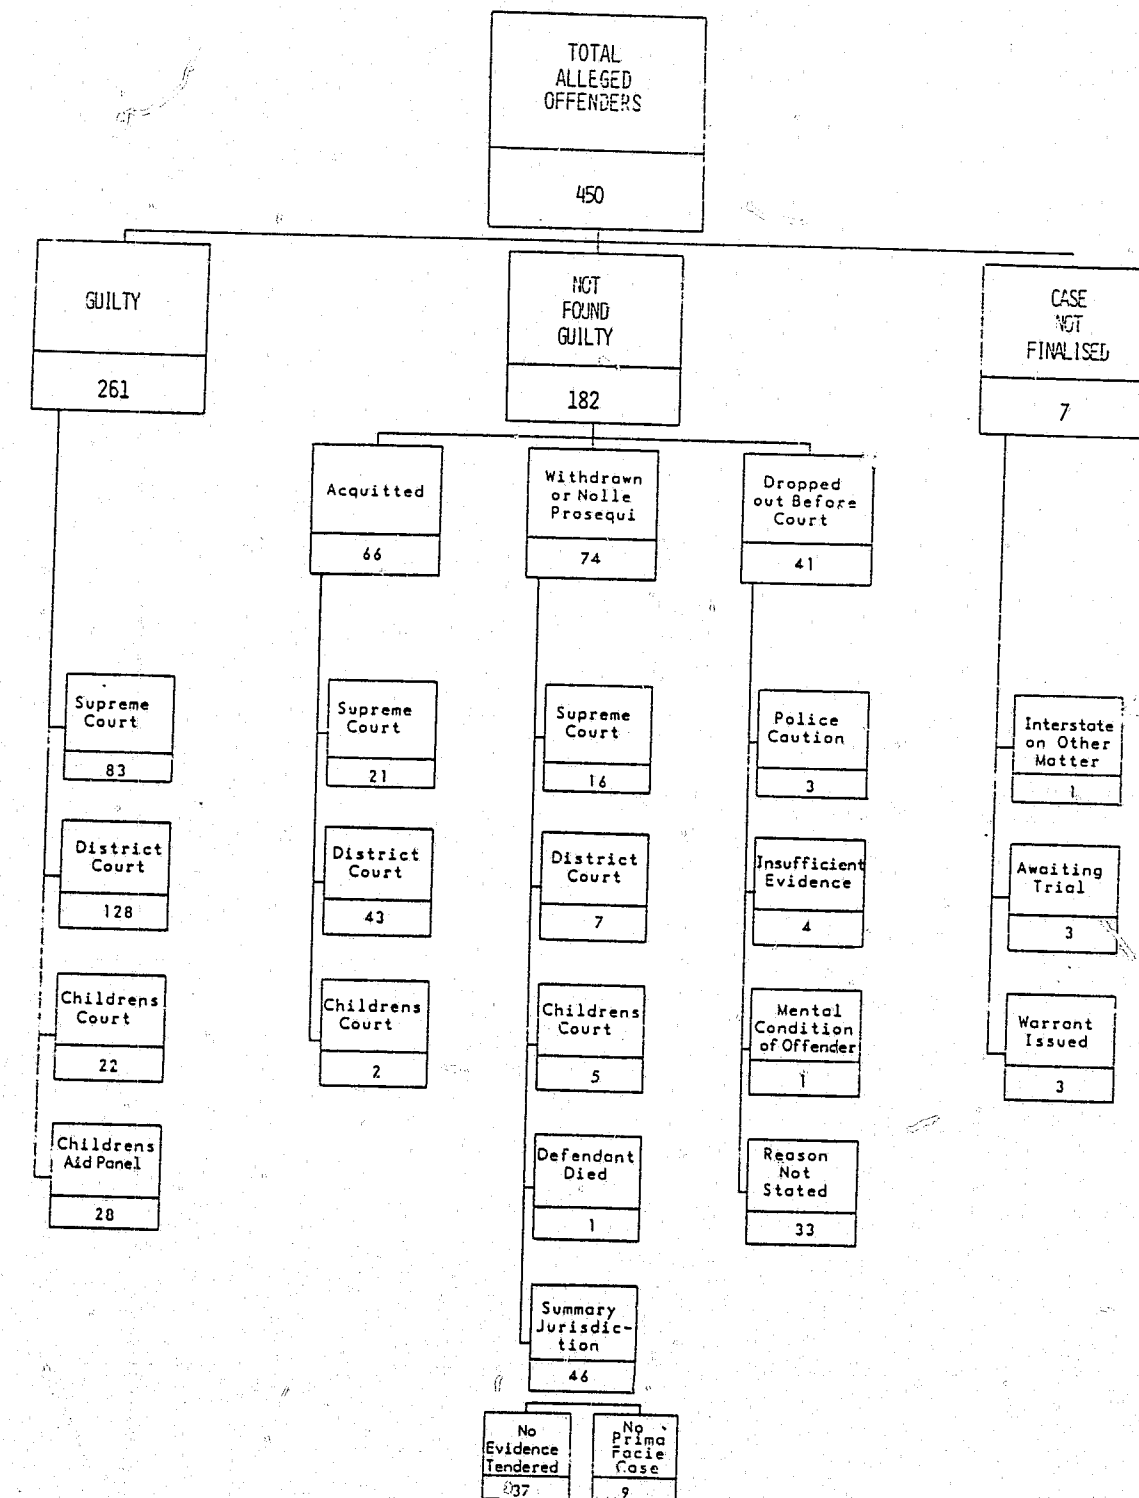 TOTAL
ALLEGED
OFFENDERS
450
GUILTY
261
NOT
FOUND
GUILTY
182
CASE
NOT
FINALISED
7
Acquitted
66
Withdrawn
or Nolle
Prosequi
74
Dropped
out Before
Court
41
Supreme
Court
83
District
Court
128
Childrens
Court
22
Childrens
Aid Panel
28
Supreme
Court
21
District
Court
43
Childrens
Court
2
Supreme
Court
16
District
Court
7
Childrens
Court
5
Defendant
Died
1
Summary
Jurisdic-
tion
46
No
Evidence
Tendered
37
No
Prima
Facie
Case
9
Police
Caution
3
Insufficient
Evidence
4
Mental
Condition
of Offender
1
Reason
Not
Stated
33
Interstate
on Other
Matter
1
Awaiting
Trial
3
Warrant
Issued
3